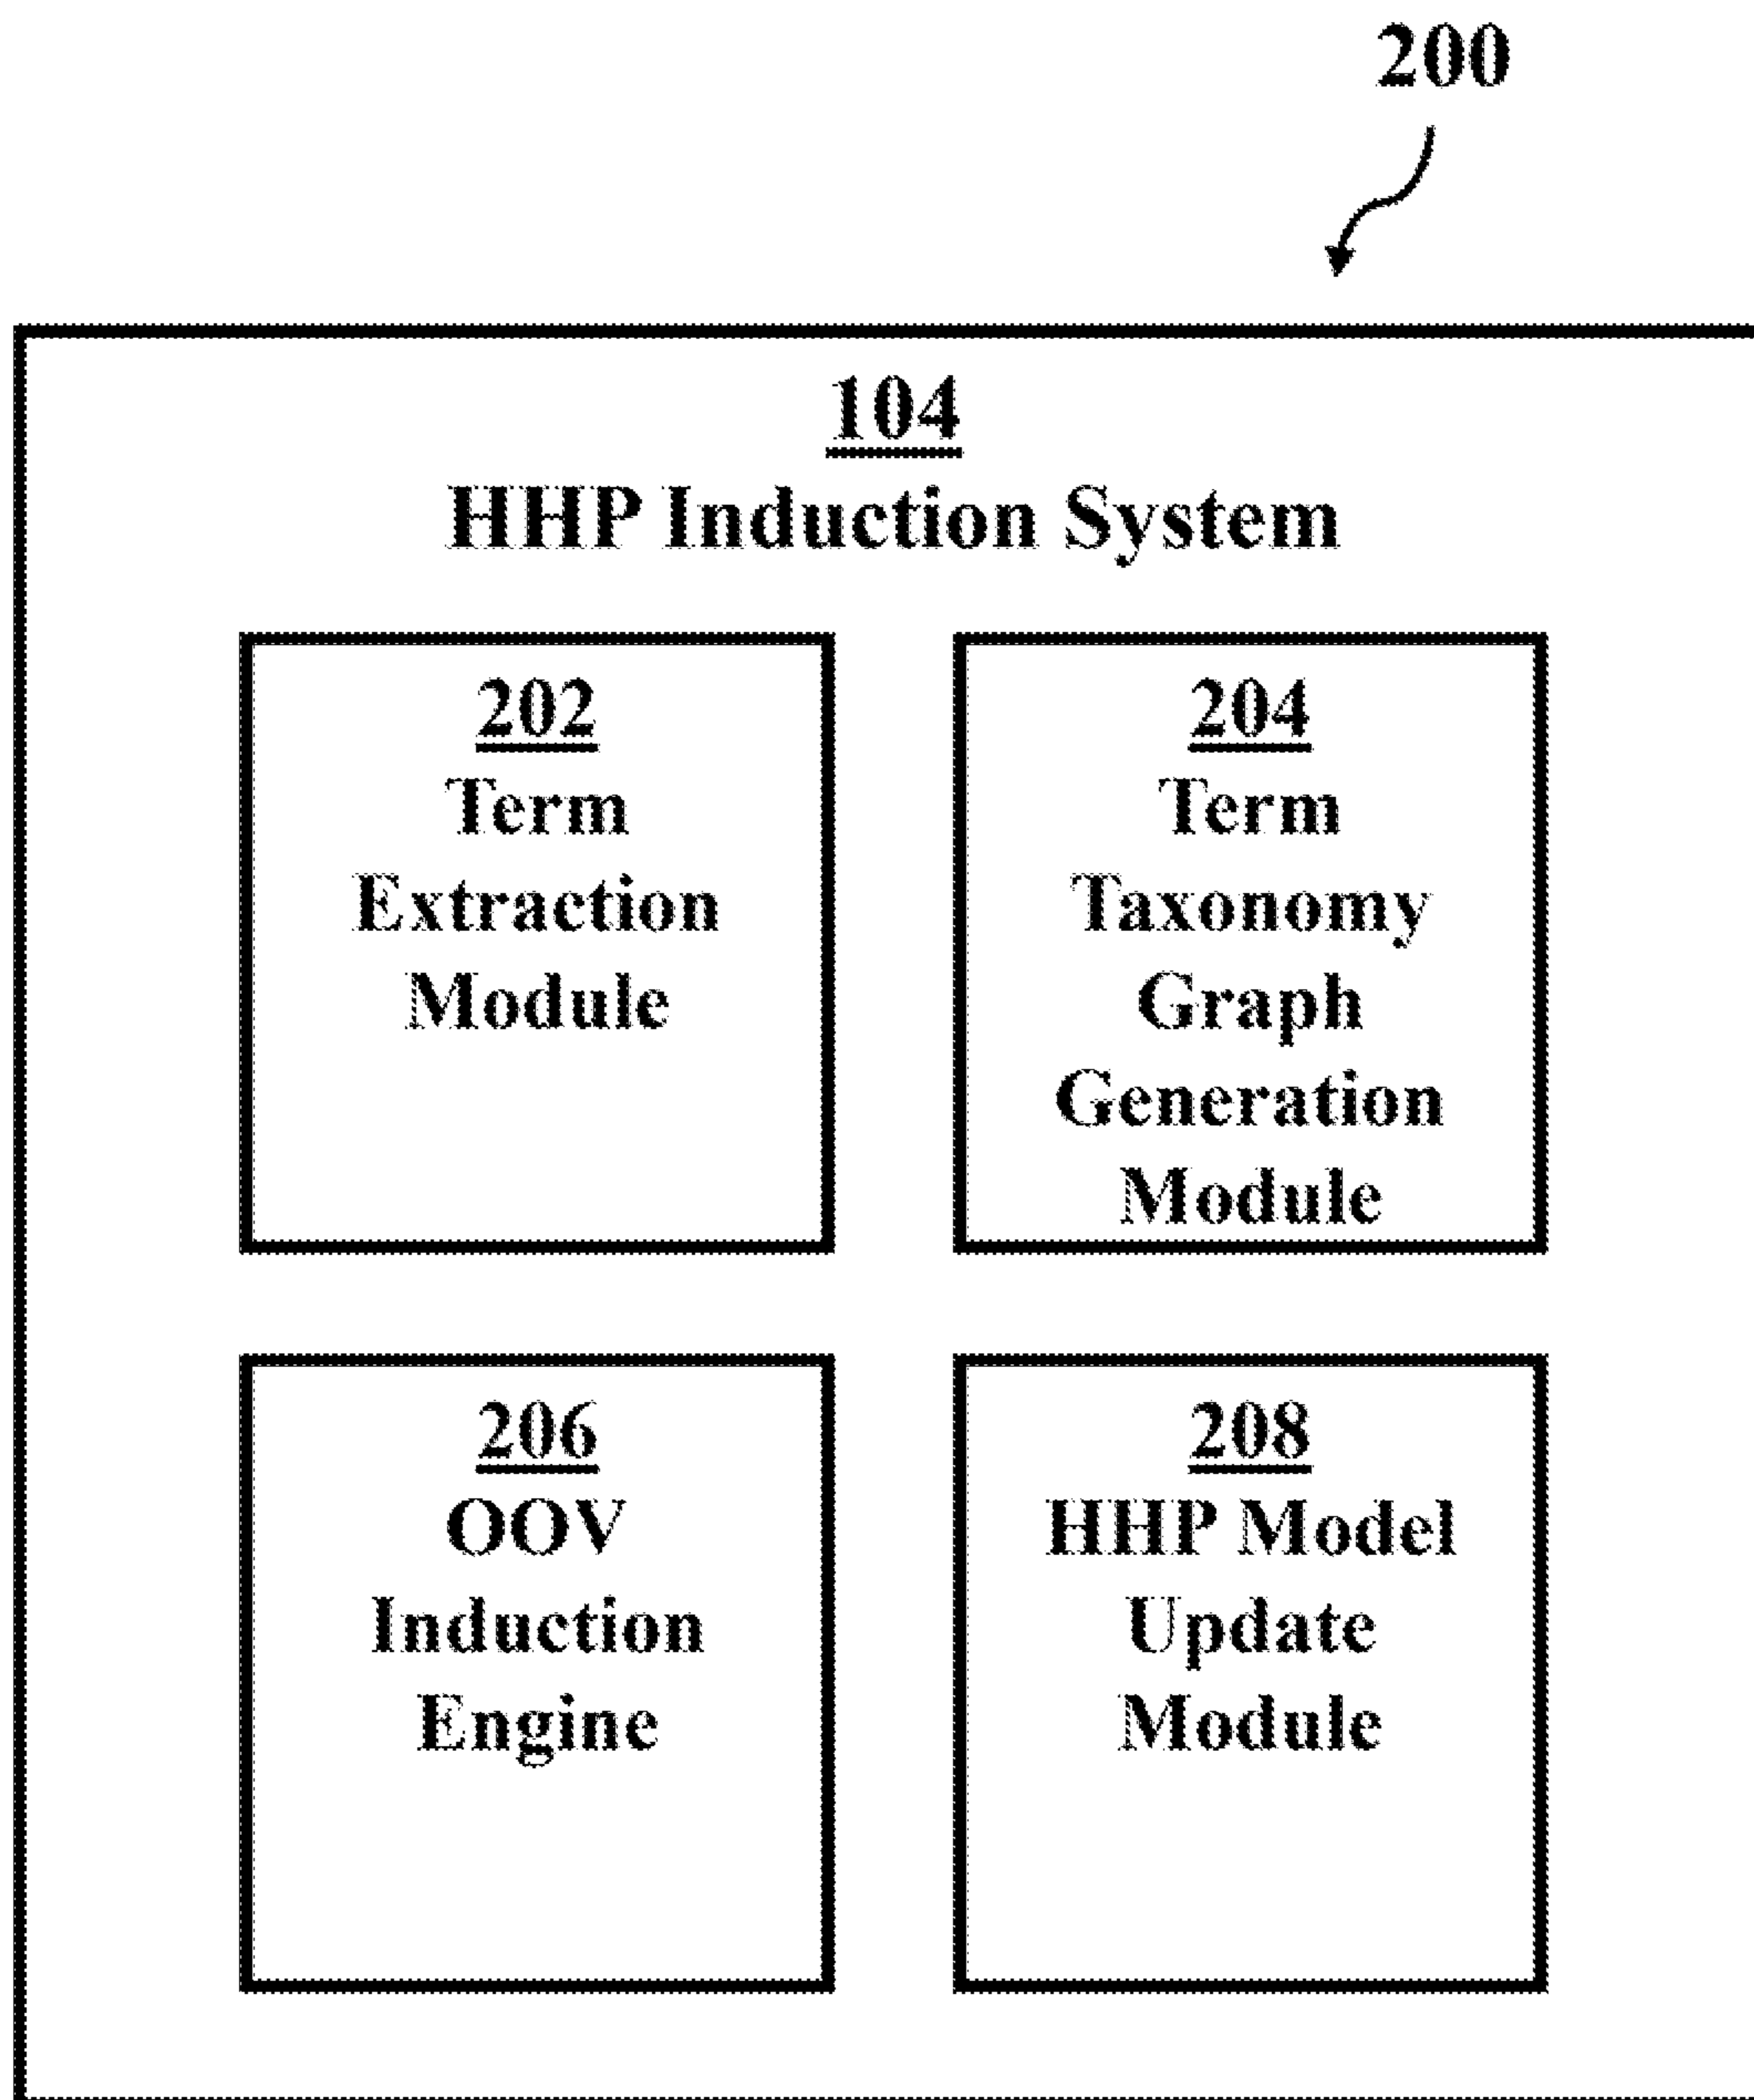 200
104
HHP Induction System
202
Term
Extraction
Module
204
Term
Taxonomy
Graph
Generation
Module
206
OOV
Induction
Engine
208
HHP Model
Update
Module